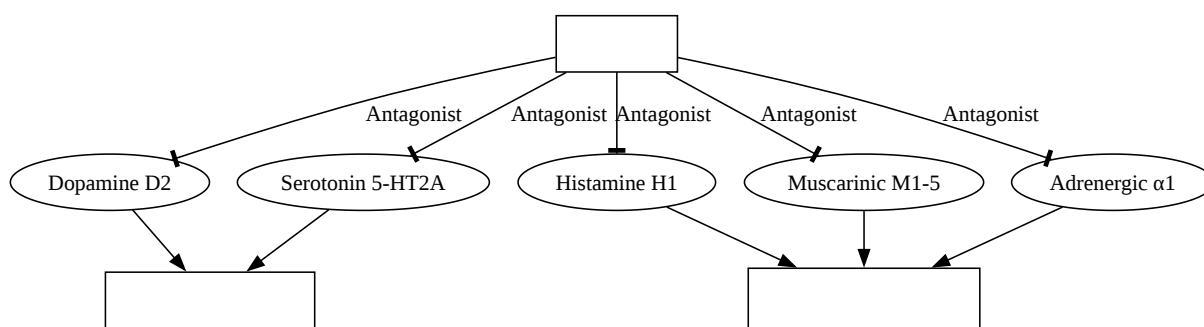 Antagonist
Antagonist
Antagonist
Antagonist
Antagonist
Dopamine D2
Serotonin 5-HT2A
Histamine H1
Muscarinic M1-5
Adrenergic α1